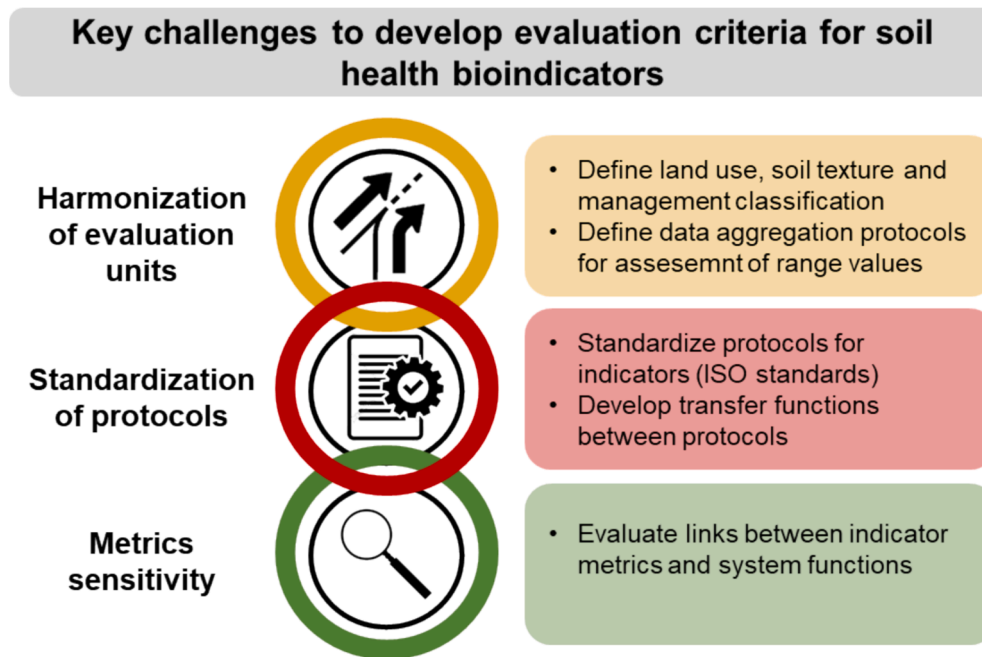 Key challenges to develop evaluation criteria for soil
health bioindicators
Harmonization
of evaluation
units
• Define land use, soil texture and
management classification
• Define data aggregation protocols
for assesemnt of range values
Standardization
of protocols
• Standardize protocols for
indicators (ISO standards)
• Develop transfer functions
between protocols
Metrics
sensitivity
• Evaluate links between indicator
metrics and system functions